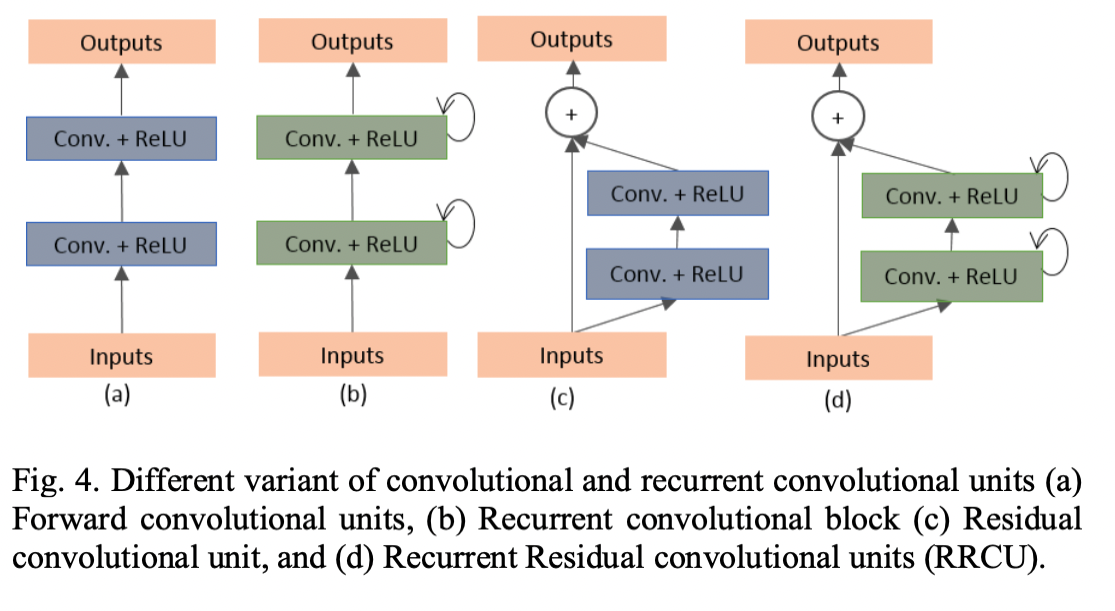 Outputs
Conv. + ReLU
Conv. + ReLU
Inputs
(a)
Outputs
Conv. + ReLU
Conv. + ReLU
Inputs
(b)
Outputs
+
Conv. + ReLU
Conv. + ReLU
Inputs
(c)
Outputs
+
Conv. + ReLU
Conv. + ReLU
Inputs
(d)
Fig. 4. Different variant of convolutional and recurrent convolutional units (a)
Forward convolutional units, (b) Recurrent convolutional block (c) Residual
convolutional unit, and (d) Recurrent Residual convolutional units (RRCU).